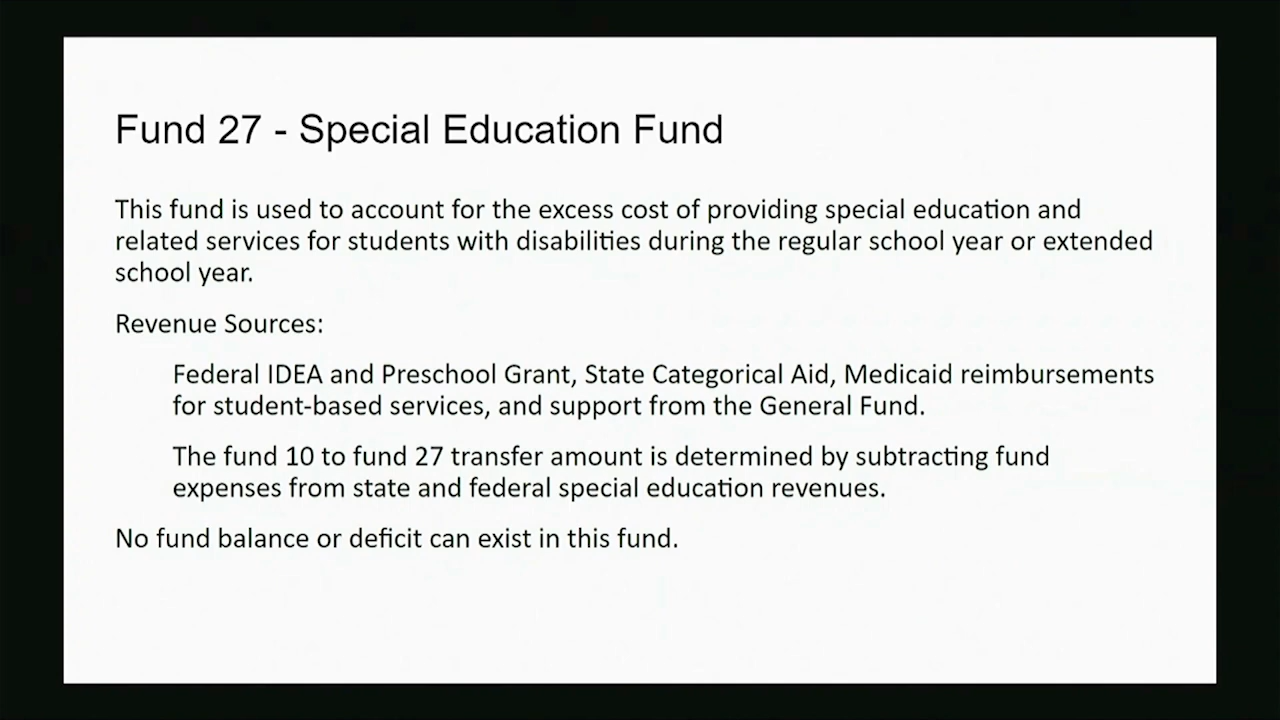 Fund 27 - Special Education Fund
This fund is used to account for the excess cost of providing special education and
related services for students with disabilities during the regular school year or extended
school year.
Revenue Sources:
Federal IDEA and Preschool Grant, State Categorical Aid, Medicaid reimbursements
for student-based services, and support from the General Fund.
The fund 10 to fund 27 transfer amount is determined by subtracting fund
expenses from state and federal special education revenues.
No fund balance or deficit can exist in this fund.